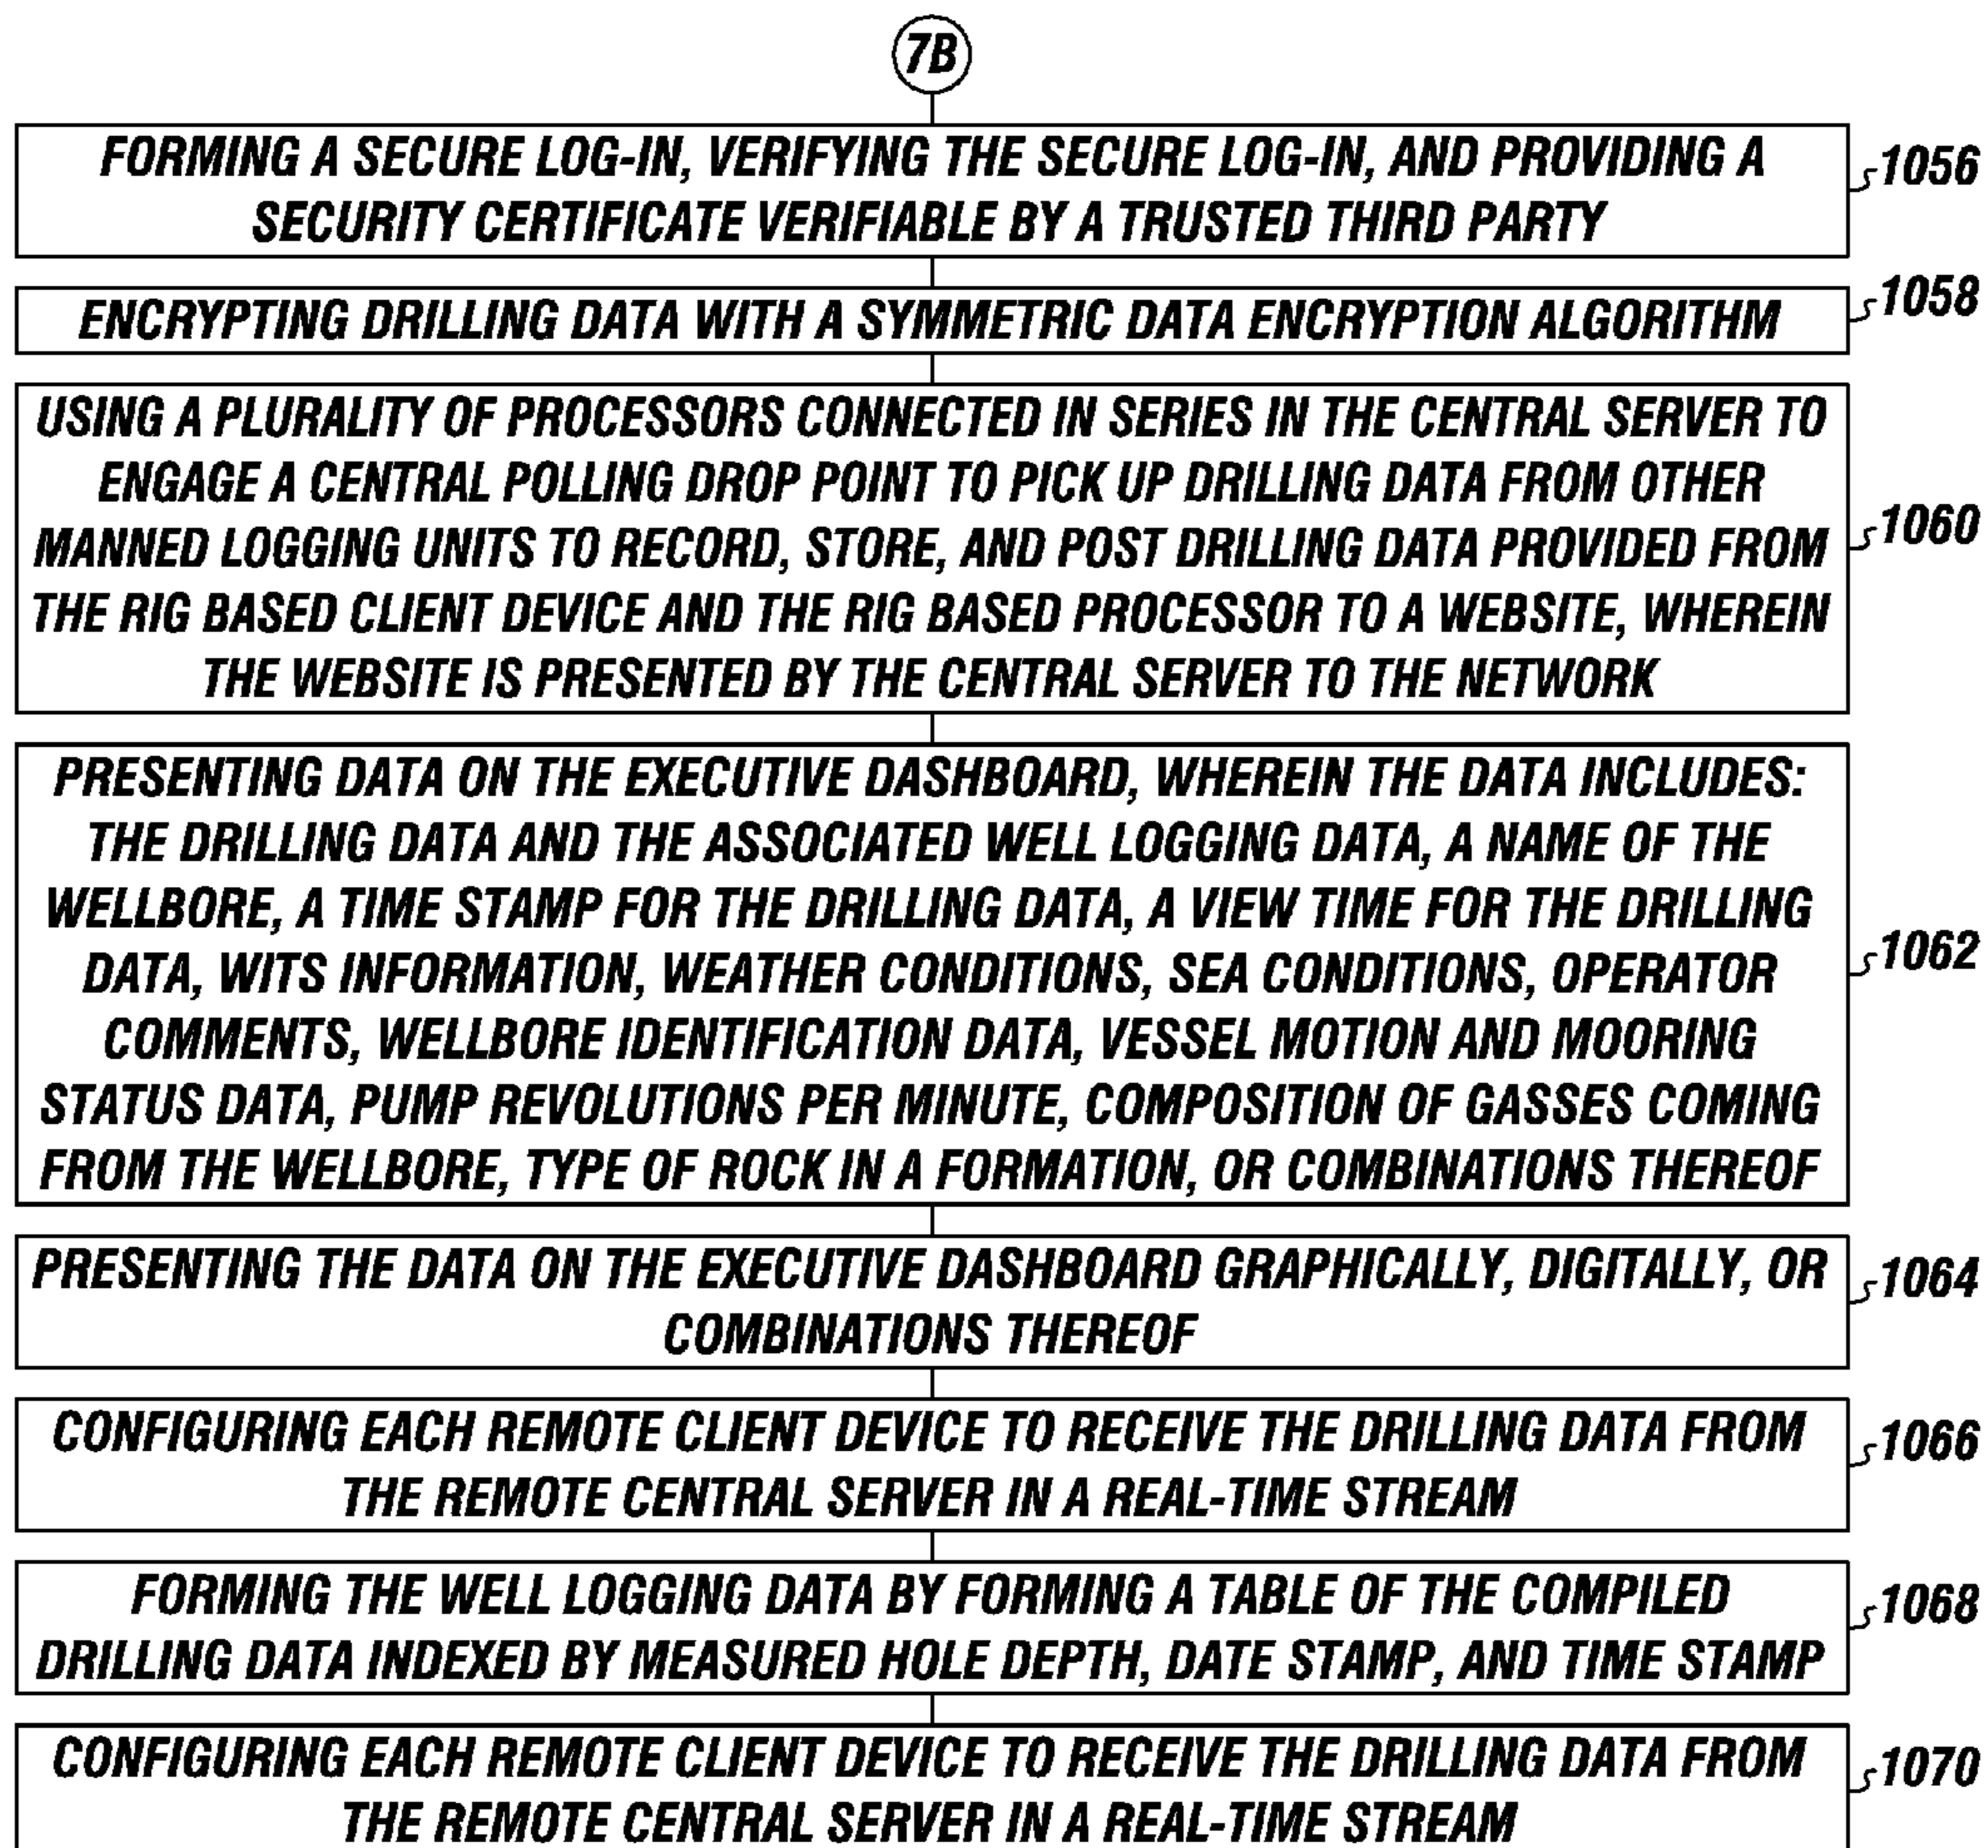 7B
FORMING A SECURE LOG-IN, VERIFYING THE SECURE LOG-IN, AND PROVIDING A
SECURITY CERTIFICATE VERIFIABLE BY A TRUSTED THIRD PARTY
1056
ENCRYPTING DRILLING DATA WITH A SYMMETRIC DATA ENCRYPTION ALGORITHM
1058
USING A PLURALITY OF PROCESSORS CONNECTED IN SERIES IN THE CENTRAL SERVER TO
ENGAGE A CENTRAL POLLING DROP POINT TO PICK UP DRILLING DATA FROM OTHER
MANNED LOGGING UNITS TO RECORD, STORE, AND POST DRILLING DATA PROVIDED FROM
THE RIG BASED CLIENT DEVICE AND THE RIG BASED PROCESSOR TO A WEBSITE, WHEREIN
THE WEBSITE IS PRESENTED BY THE CENTRAL SERVER TO THE NETWORK
1060
PRESENTING DATA ON THE EXECUTIVE DASHBOARD, WHEREIN THE DATA INCLUDES:
THE DRILLING DATA AND THE ASSOCIATED WELL LOGGING DATA, A NAME OF THE
WELLBORE, A TIME STAMP FOR THE DRILLING DATA, A VIEW TIME FOR THE DRILLING
DATA, WITS INFORMATION, WEATHER CONDITIONS, SEA CONDITIONS, OPERATOR
COMMENTS, WELLBORE IDENTIFICATION DATA, VESSEL MOTION AND MOORING
STATUS DATA, PUMP REVOLUTIONS PER MINUTE, COMPOSITION OF GASSES COMING
FROM THE WELLBORE, TYPE OF ROCK IN A FORMATION, OR COMBINATIONS THEREOF
1062
PRESENTING THE DATA ON THE EXECUTIVE DASHBOARD GRAPHICALLY, DIGITALLY, OR
COMBINATIONS THEREOF
1064
CONFIGURING EACH REMOTE CLIENT DEVICE TO RECEIVE THE DRILLING DATA FROM
THE REMOTE CENTRAL SERVER IN A REAL-TIME STREAM
1066
FORMING THE WELL LOGGING DATA BY FORMING A TABLE OF THE COMPILED
DRILLING DATA INDEXED BY MEASURED HOLE DEPTH, DATE STAMP, AND TIME STAMP
1068
CONFIGURING EACH REMOTE CLIENT DEVICE TO RECEIVE THE DRILLING DATA FROM
THE REMOTE CENTRAL SERVER IN A REAL-TIME STREAM
1070